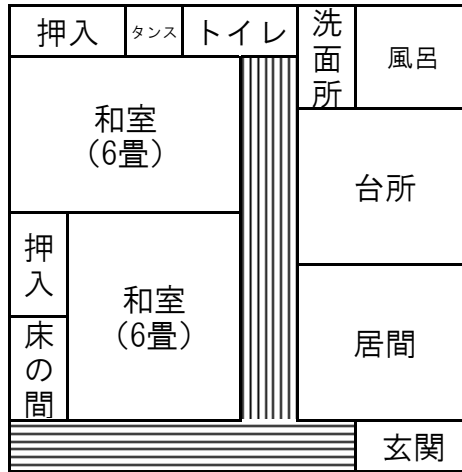 押入
タンス
トイレ
洗面所
風呂
和室
（6畳）
台所
押入
和室
（6畳）
床の間
居間
玄関